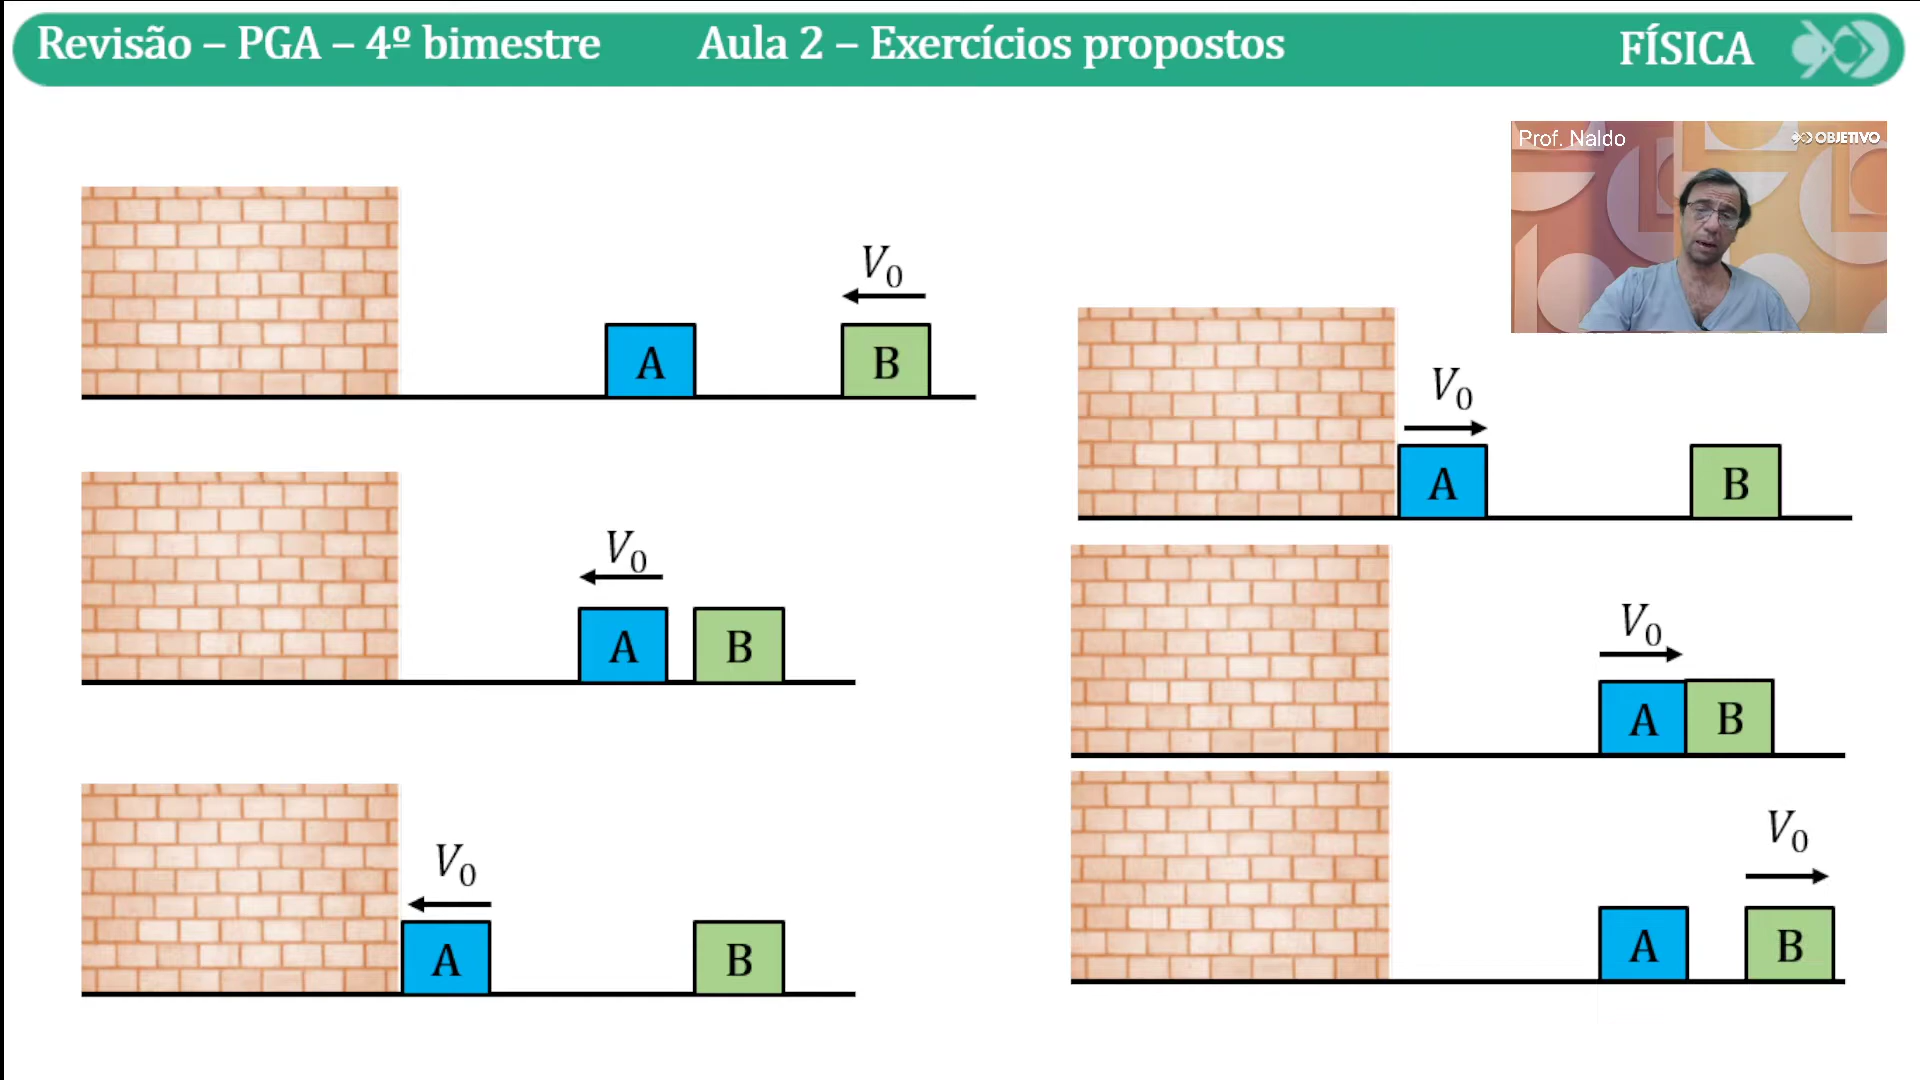 Revisão – PGA – 4º bimestre Aula 2 – Exercícios propostos FÍSICA
Prof. Naldo OBJETIVO
V₀
A B
V₀
A B
V₀
A B
V₀
A B
V₀
A B
V₀
A B